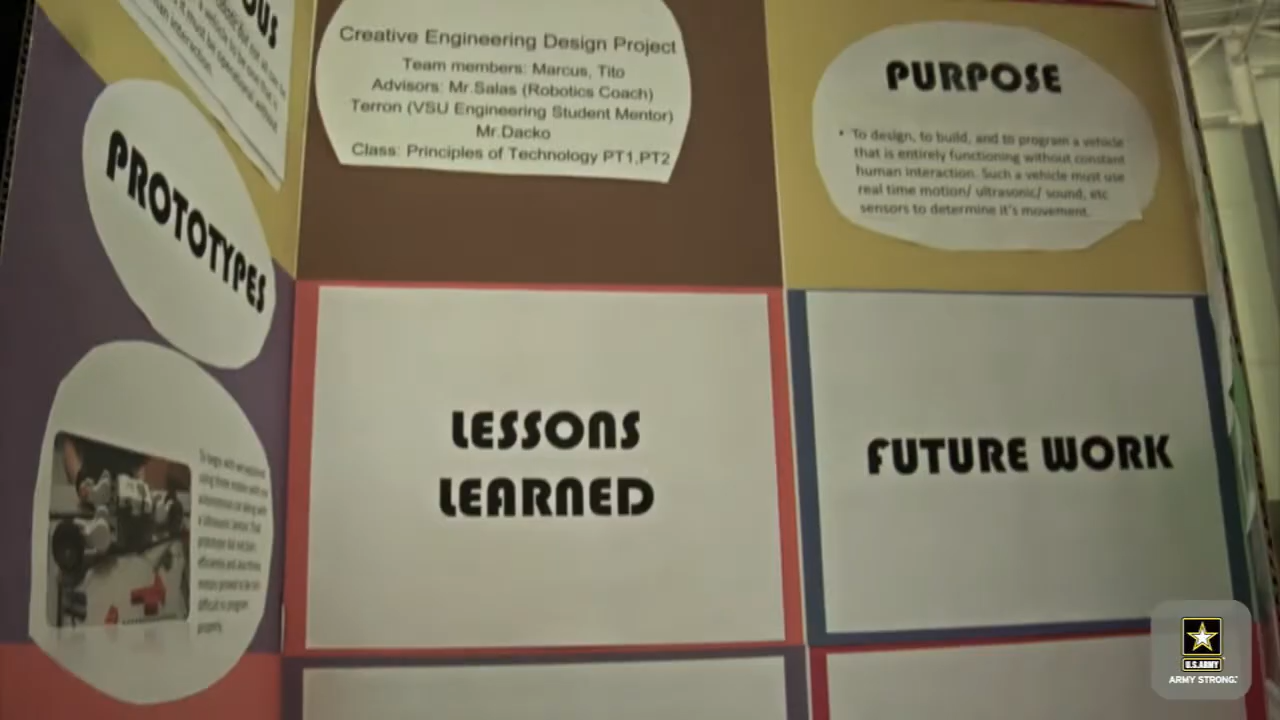 OUS
PROTOTYPES
Creative Engineering Design Project
Team members: Marcus, Tito
Advisors: Mr.Salas (Robotics Coach)
Terron (VSU Engineering Student Mentor)
Mr.Dacko
Class: Principles of Technology PT1,PT2
PURPOSE
• To design, to build, and to program a vehicle
that is entirely functioning without constant
human interaction. Such a vehicle must use
real time motion/ ultrasonic/ sound, etc
sensors to determine it's movement.
LESSONS
LEARNED
FUTURE WORK
U.S.ARMY
ARMY STRONG.